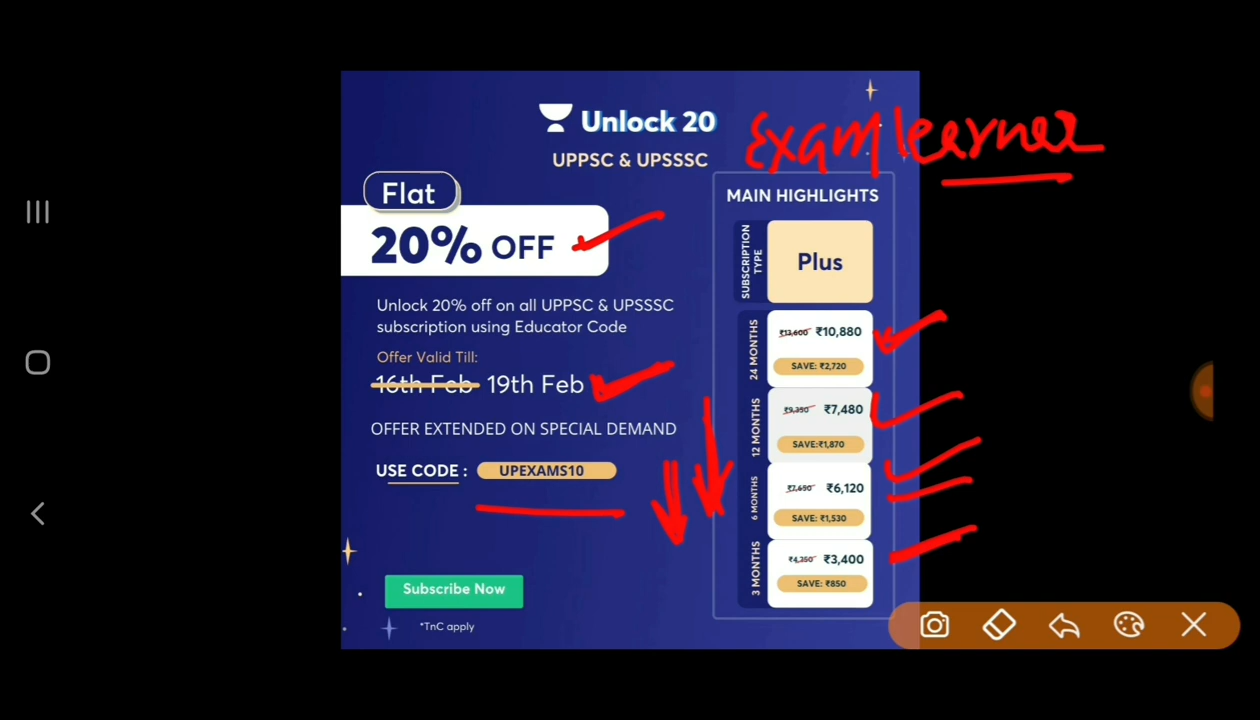 Unlock 20
UPPSC & UPSSSC
Examlearner
Flat
20% OFF
Unlock 20% off on all UPPSC & UPSSSC
subscription using Educator Code
Offer Valid Till:
16th Feb 19th Feb
OFFER EXTENDED ON SPECIAL DEMAND
USE CODE : UPEXAMS10
Subscribe Now
*TnC apply
MAIN HIGHLIGHTS
SUBSCRIPTION
TYPE
Plus
24 MONTHS
₹13,600 ₹10,880
SAVE: ₹2,720
12 MONTHS
₹9,350 ₹7,480
SAVE:₹1,870
6 MONTHS
₹7,650 ₹6,120
SAVE: ₹1,530
3 MONTHS
₹4,250 ₹3,400
SAVE: ₹850